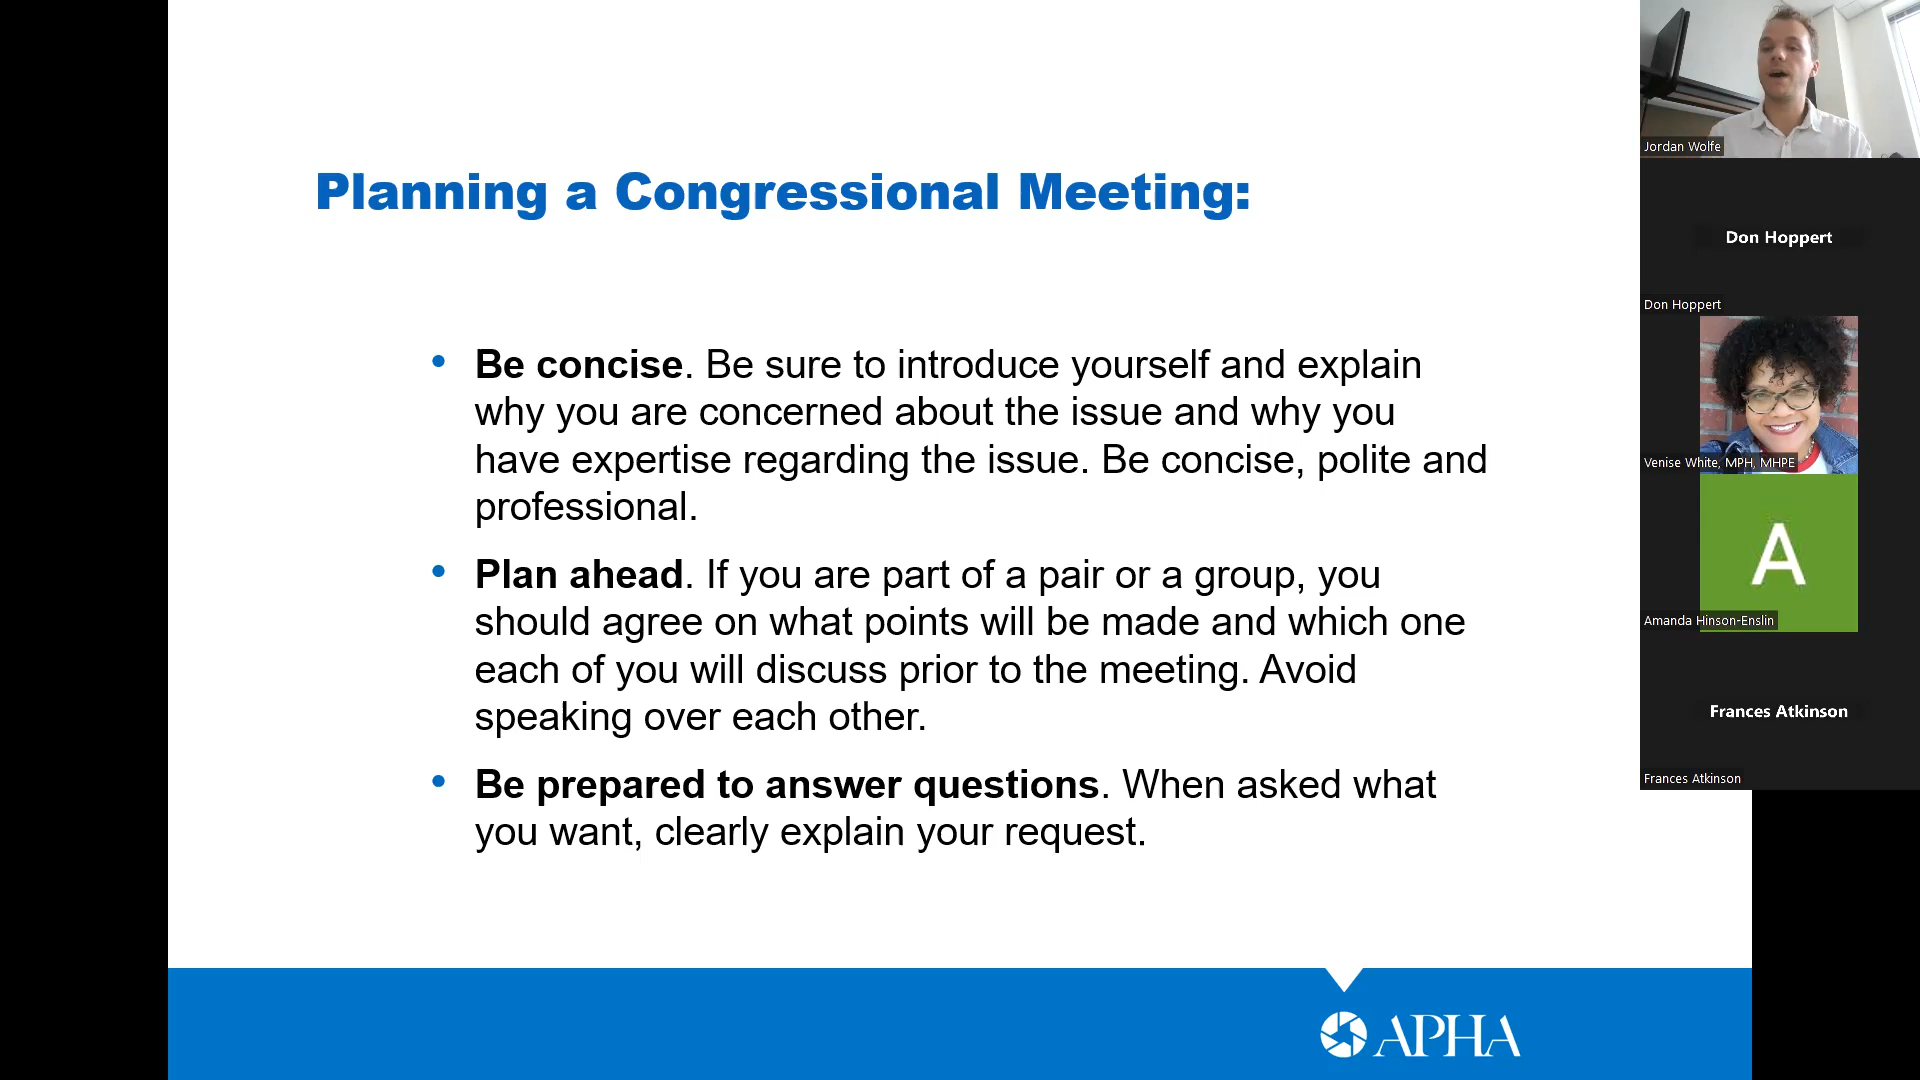 Planning a Congressional Meeting:
• Be concise. Be sure to introduce yourself and explain
why you are concerned about the issue and why you
have expertise regarding the issue. Be concise, polite and
professional.
• Plan ahead. If you are part of a pair or a group, you
should agree on what points will be made and which one
each of you will discuss prior to the meeting. Avoid
speaking over each other.
• Be prepared to answer questions. When asked what
you want, clearly explain your request.
APHA
Jordan Wolfe
Don Hoppert
Don Hoppert
Venise White, MPH, MHPE
A
Amanda Hinson-Enslin
Frances Atkinson
Frances Atkinson